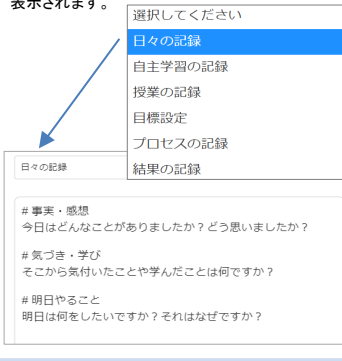 表示されます。
選択してください
日々の記録
自主学習の記録
授業の記録
目標設定
プロセスの記録
結果の記録
日々の記録
# 事実・感想
今日はどんなことがありましたか？どう思いましたか？
# 気づき・学び
そこから気付いたことや学んだことは何ですか？
# 明日やること
明日は何をしたいですか？それはなぜですか？